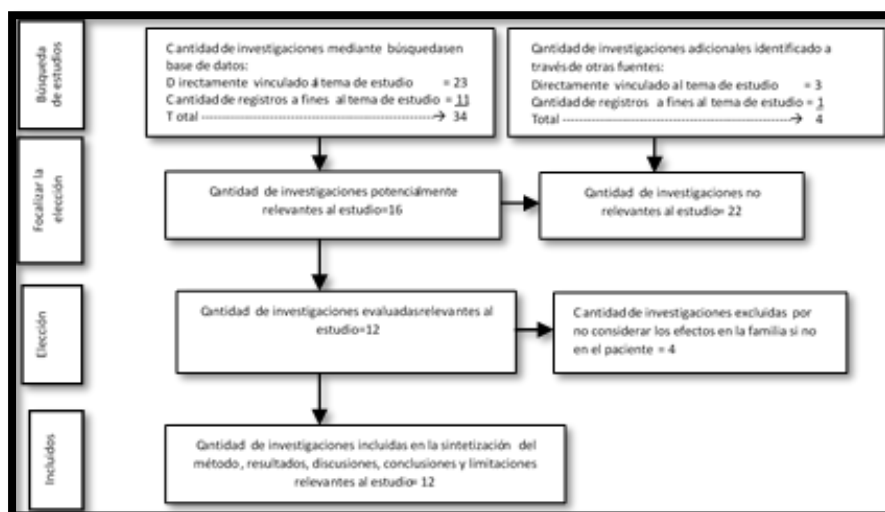 Búsqueda
de estudios
Cantidad de investigaciones mediante búsquedasen
base de datos:
Directamente vinculado al tema de estudio = 23
Cantidad de registros a fines al tema de estudio = 11
Total ----------------------------------------------→ 34
Cantidad de investigaciones adicionales identificado a
través de otras fuentes:
Directamente vinculado al tema de estudio = 3
Cantidad de registros a fines al tema de estudio = 1
Total ----------------------------------------------→ 4
Focalizar la
elección
Cantidad de investigaciones potencialmente
relevantes al estudio=16
Cantidad de investigaciones no
relevantes al estudio= 22
Elección
Cantidad de investigaciones evaluadasrelevantes al
estudio=12
Cantidad de investigaciones excluidas por
no considerar los efectos en la familia si no
en el paciente = 4
Incluidos
Cantidad de investigaciones incluidas en la sintetización del
método, resultados, discusiones, conclusiones y limitaciones
relevantes al estudio= 12